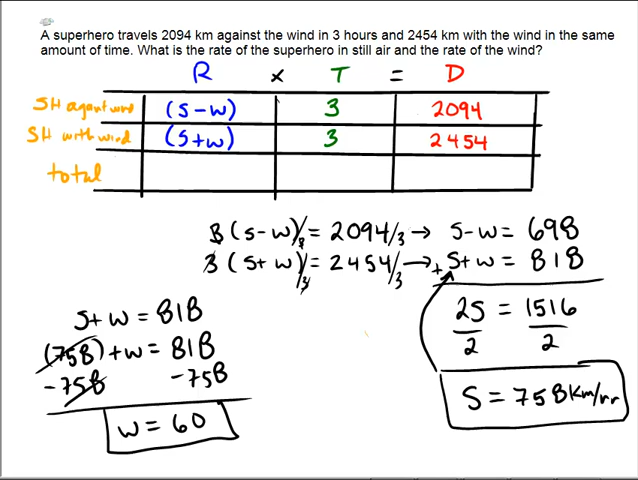 A superhero travels 2094 km against the wind in 3 hours and 2454 km with the wind in the same
amount of time. What is the rate of the superhero in still air and the rate of the wind?
R × T = D
SH against wind (S-w) 3 2094
SH with wind (S+w) 3 2454
total
3(S-w)/3 = 2094/3 → S-w = 698
3(S+w)/3 = 2454/3 → + S+w = 818
S+w = 818
2S/2 = 1516/2
(758)+w = 818
-758 -758
S = 758 km/hr
w = 60